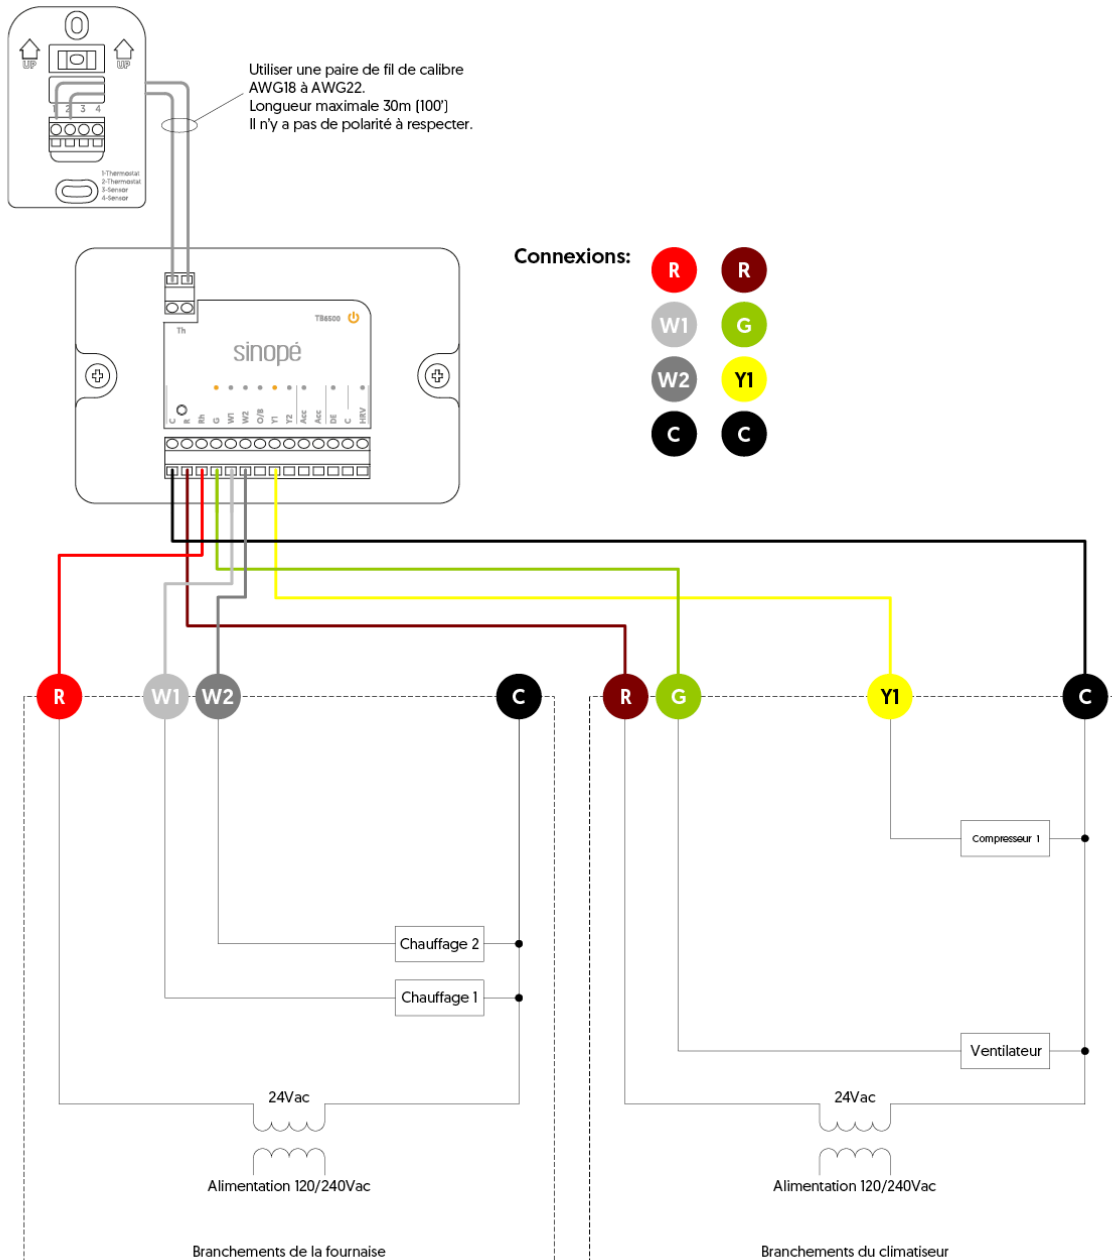 UP
UP
Utiliser une paire de fil de calibre
AWG18 à AWG22.
Longueur maximale 30m (100')
Il n'y a pas de polarité à respecter.
1 2 3 4
1-Thermostat
2-Thermostat
3-Sensor
4-Sensor
Connexions:
R R
W1 G
W2 Y1
C C
Th
TB6500
sinopé
C R Rh G W1 W2 O/B Y1 Y2 Acc Acc DE C HRV
R W1 W2 C R G Y1 C
Compresseur 1
Chauffage 2
Chauffage 1
Ventilateur
24Vac
24Vac
Alimentation 120/240Vac
Alimentation 120/240Vac
Branchements de la fournaise
Branchements du climatiseur